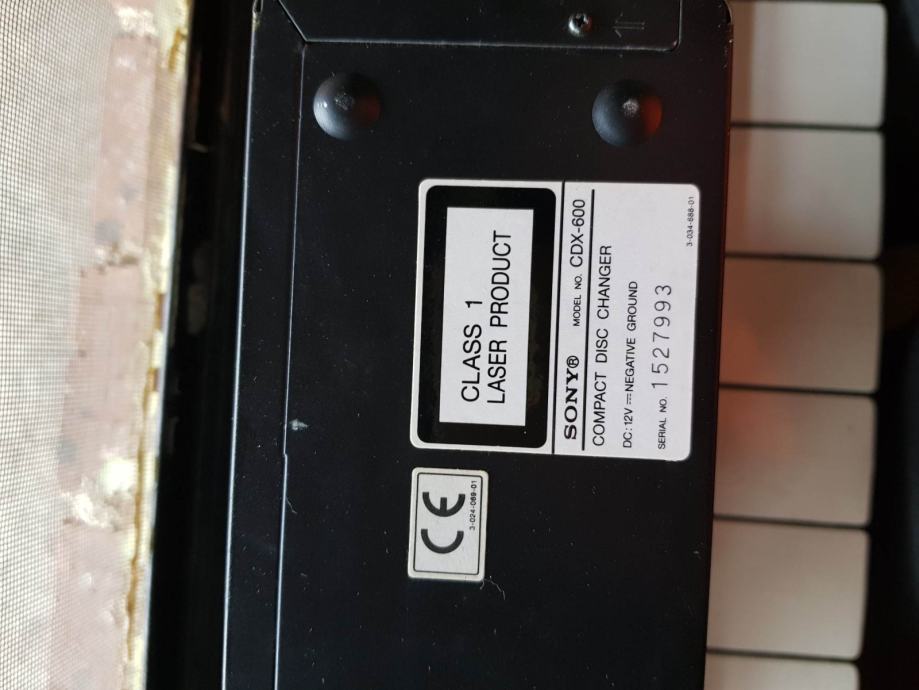 CLASS 1
LASER PRODUCT
SONY® MODEL NO. CDX-600
COMPACT DISC CHANGER
DC:12V ⎓NEGATIVE GROUND
SERIAL NO. 1527993
3-034-688-01
CE
3-024-069-01